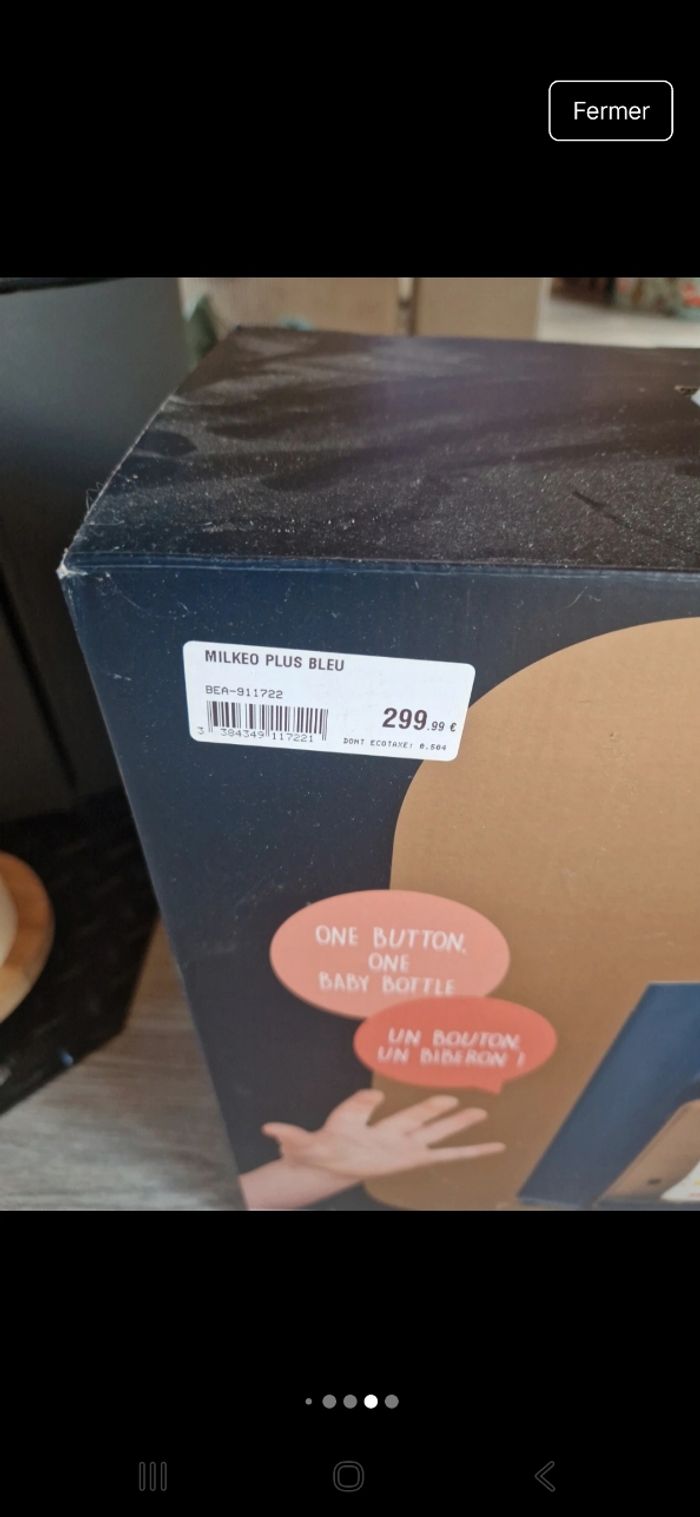 Fermer
MILKEO PLUS BLEU
BEA-911722
299.99 €
3 384349 117221
DONT ECOTAXE: 0.504
ONE BUTTON,
ONE
BABY BOTTLE
UN BOUTON,
UN BIBERON !